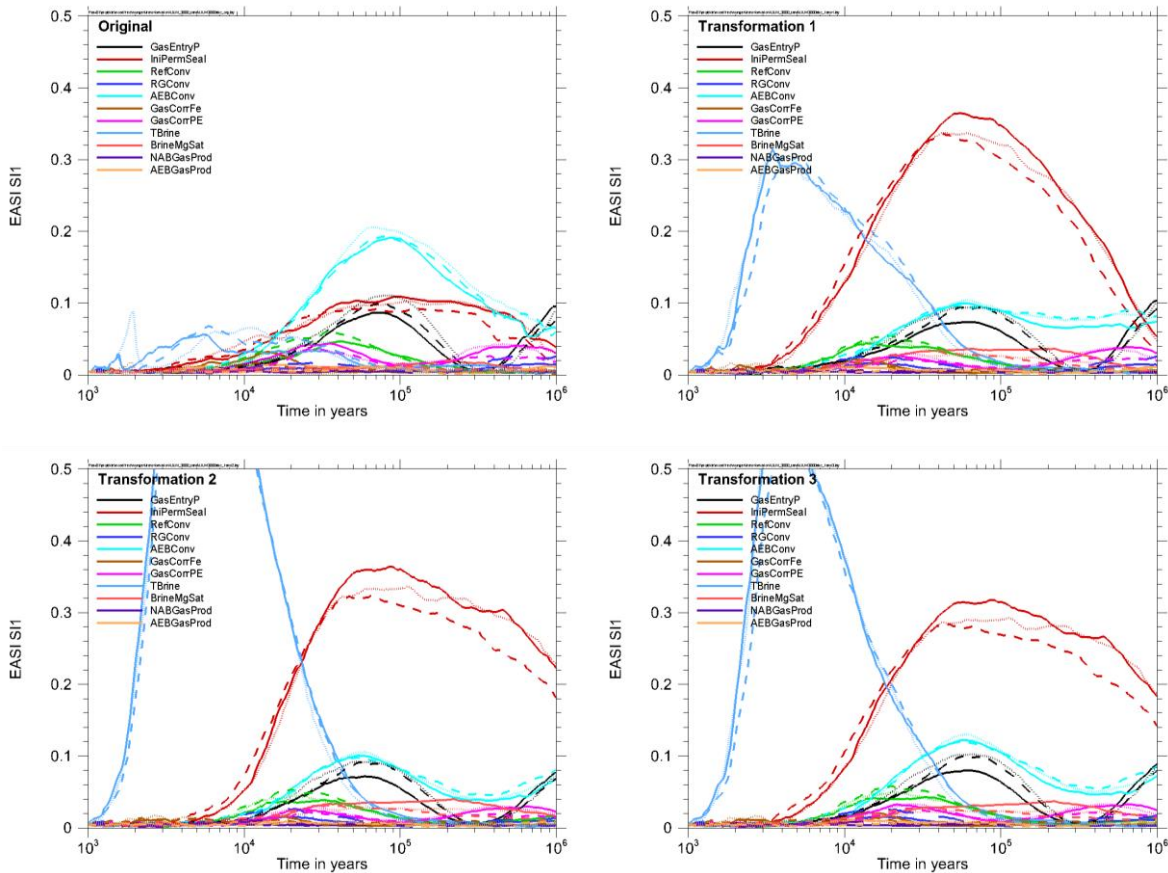 Original
GasEntryP
IniPermSeal
RefConv
RGConv
AEBConv
GasCorrFe
GasCorrPE
TBrine
BrineMgSat
NABGasProd
AEBGasProd
EASI SI1
0.5
0.4
0.3
0.2
0.1
0
10³
10⁴
10⁵
10⁶
Time in years
Transformation 1
GasEntryP
IniPermSeal
RefConv
RGConv
AEBConv
GasCorrFe
GasCorrPE
TBrine
BrineMgSat
NABGasProd
AEBGasProd
EASI SI1
0.5
0.4
0.3
0.2
0.1
0
10³
10⁴
10⁵
10⁶
Time in years
Transformation 2
GasEntryP
IniPermSeal
RefConv
RGConv
AEBConv
GasCorrFe
GasCorrPE
TBrine
BrineMgSat
NABGasProd
AEBGasProd
EASI SI1
0.5
0.4
0.3
0.2
0.1
0
10³
10⁴
10⁵
10⁶
Time in years
Transformation 3
GasEntryP
IniPermSeal
RefConv
RGConv
AEBConv
GasCorrFe
GasCorrPE
TBrine
BrineMgSat
NABGasProd
AEBGasProd
EASI SI1
0.5
0.4
0.3
0.2
0.1
0
10³
10⁴
10⁵
10⁶
Time in years